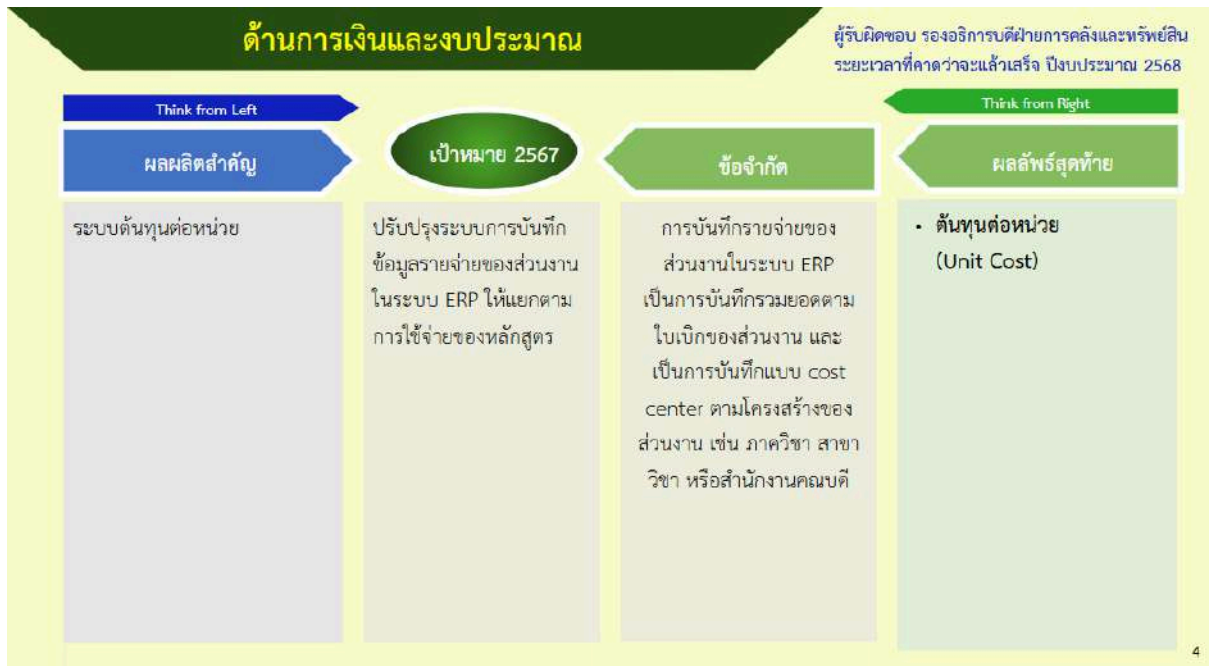 ด้านการเงินและงบประมาณ
ผู้รับผิดชอบ รองอธิการบดีฝ่ายการคลังและทรัพย์สิน
ระยะเวลาที่คาดว่าจะแล้วเสร็จ ปีงบประมาณ 2568
Think from Left
Think from Right
ผลผลิตสำคัญ
เป้าหมาย 2567
ข้อจำกัด
ผลลัพธ์สุดท้าย
ระบบต้นทุนต่อหน่วย
ปรับปรุงระบบการบันทึก
ข้อมูลรายจ่ายของส่วนงาน
ในระบบ ERP ให้แยกตาม
การใช้จ่ายของหลักสูตร
การบันทึกรายจ่ายของ
ส่วนงานในระบบ ERP
เป็นการบันทึกรวมยอดตาม
ใบเบิกของส่วนงาน และ
เป็นการบันทึกแบบ cost
center ตามโครงสร้างของ
ส่วนงาน เช่น ภาควิชา สาขา
วิชา หรือสำนักงานคณบดี
• ต้นทุนต่อหน่วย
(Unit Cost)
4